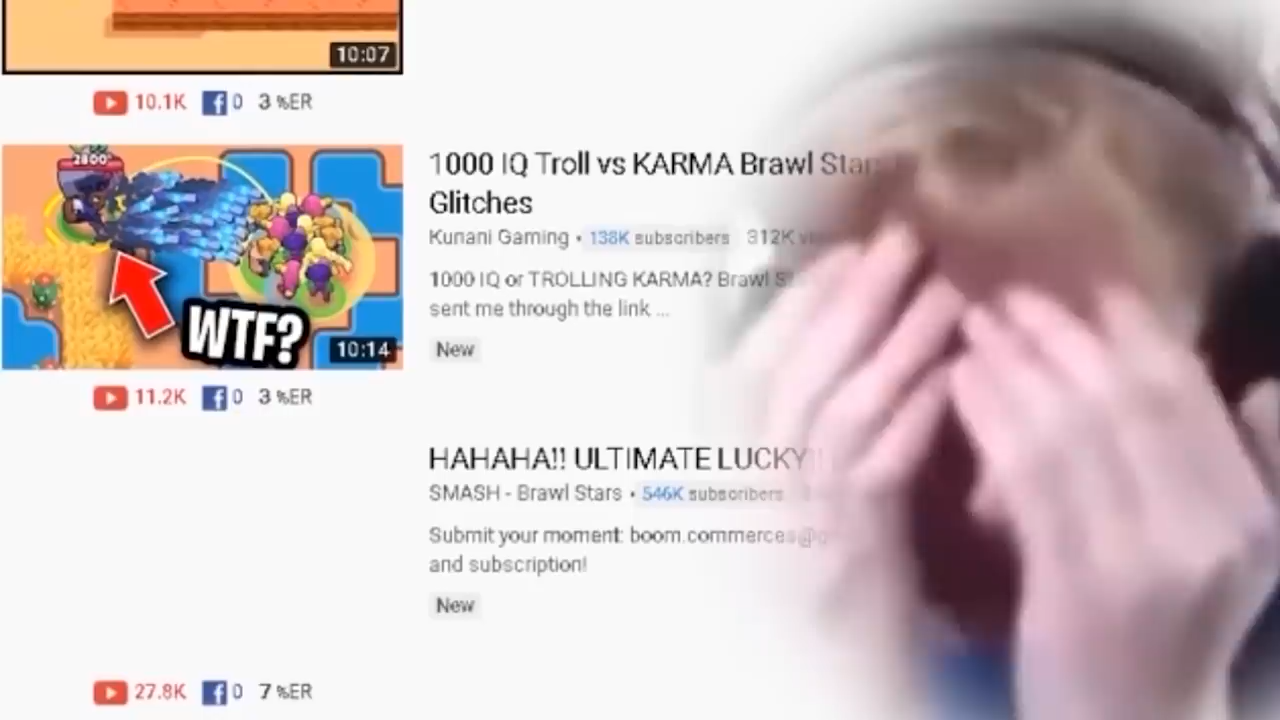 10:07
10.1K 0 3 %ER
2800
WTF?
10:14
1000 IQ Troll vs KARMA Brawl
Glitches
Kunani Gaming • 138K subscribers 312K
1000 IQ or TROLLING KARMA? Brawl
sent me through the link ...
New
11.2K 0 3 %ER
HAHAHA!! ULTIMATE LUCKY
SMASH - Brawl Stars • 546K subscribers
Submit your moment: boom.commerces@
and subscription!
New
27.8K 0 7 %ER